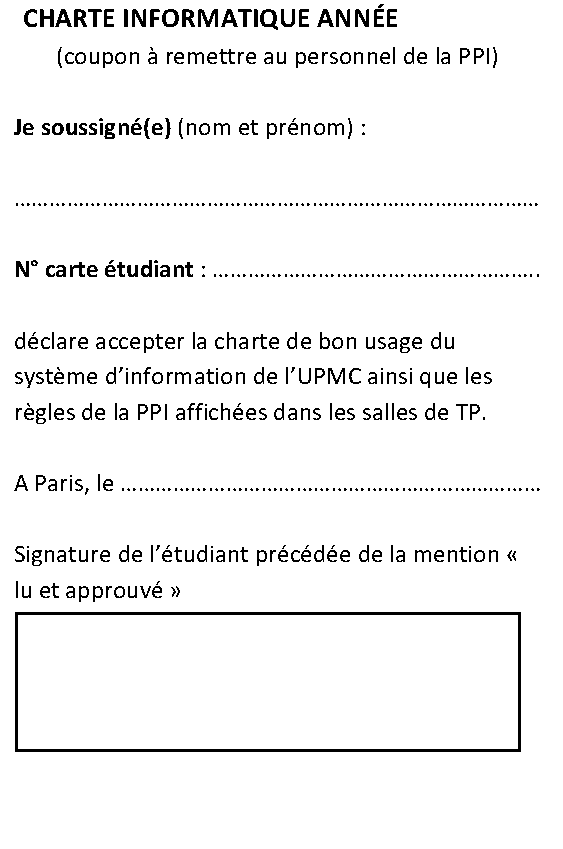 CHARTE INFORMATIQUE ANNÉE
(coupon à remettre au personnel de la PPI)
Je soussigné(e) (nom et prénom) :
………………………………………………………………………………
N° carte étudiant : ………………………………………………..
déclare accepter la charte de bon usage du
système d’information de l’UPMC ainsi que les
règles de la PPI affichées dans les salles de TP.
A Paris, le ………………………………………………………………
Signature de l’étudiant précédée de la mention «
lu et approuvé »